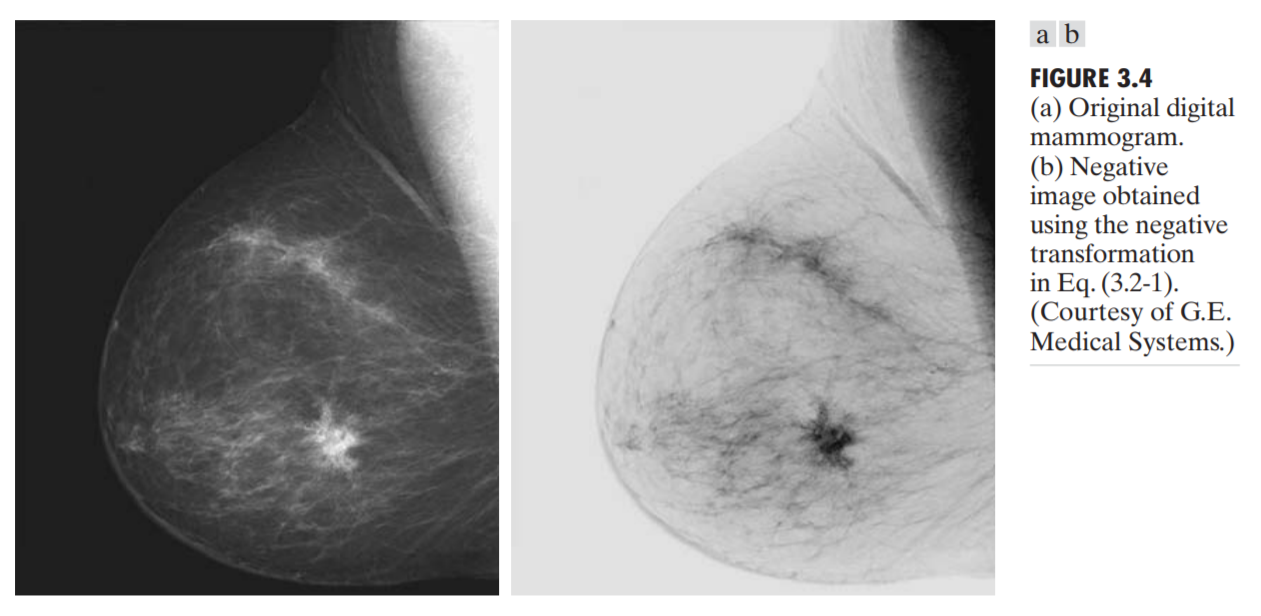 a b
FIGURE 3.4
(a) Original digital
mammogram.
(b) Negative
image obtained
using the negative
transformation
in Eq. (3.2-1).
(Courtesy of G.E.
Medical Systems.)